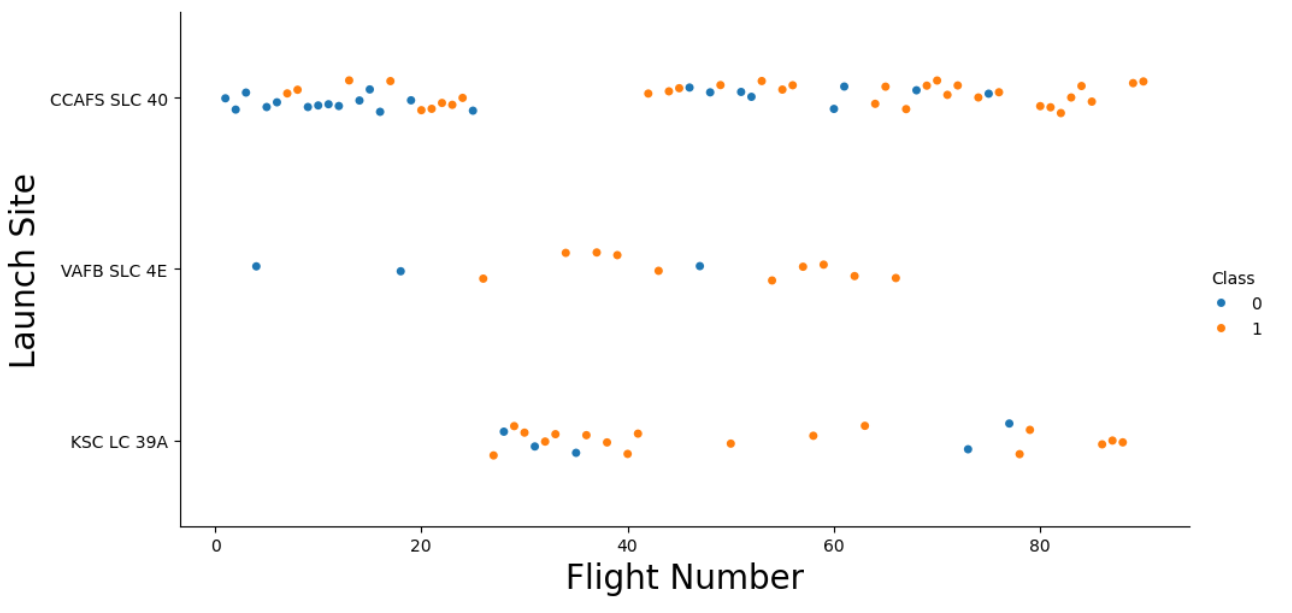 CCAFS SLC 40
VAFB SLC 4E
KSC LC 39A
Launch Site
0 20 40 60 80
Flight Number
Class
0
1